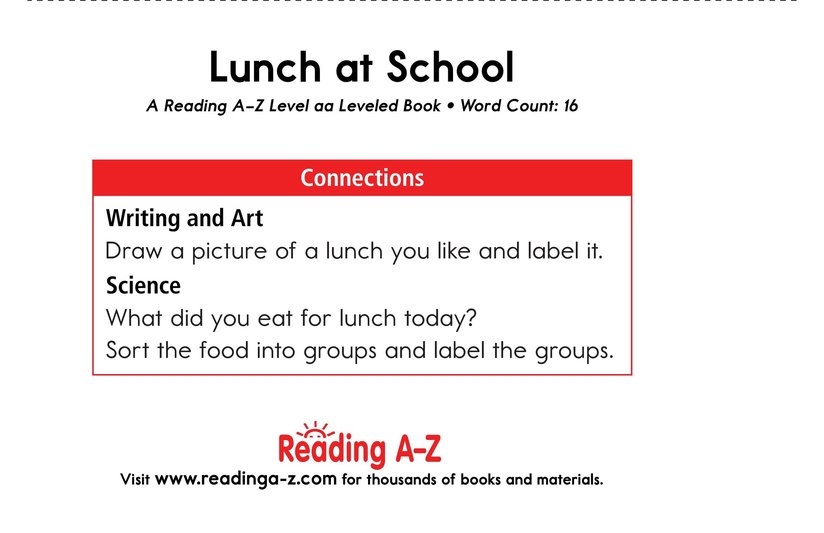 Lunch at School
A Reading A–Z Level aa Leveled Book • Word Count: 16
Connections
Writing and Art
Draw a picture of a lunch you like and label it.
Science
What did you eat for lunch today?
Sort the food into groups and label the groups.
Reading A–Z
Visit www.readinga-z.com for thousands of books and materials.